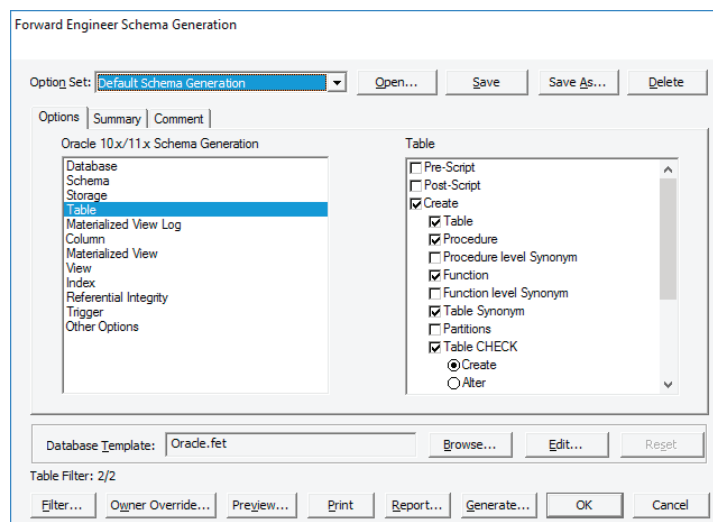 Forward Engineer Schema Generation
Option Set: Default Schema Generation Open... Save Save As... Delete
Options Summary Comment
Oracle 10.x/11.x Schema Generation
Database
Schema
Storage
Table
Materialized View Log
Column
Materialized View
View
Index
Referential Integrity
Trigger
Other Options
Table
Pre-Script
Post-Script
Create
Table
Procedure
Procedure level Synonym
Function
Function level Synonym
Table Synonym
Partitions
Table CHECK
Create
Alter
Database Template: Oracle.fet Browse... Edit... Reset
Table Filter: 2/2
Filter... Owner Override... Preview... Print Report... Generate... OK Cancel